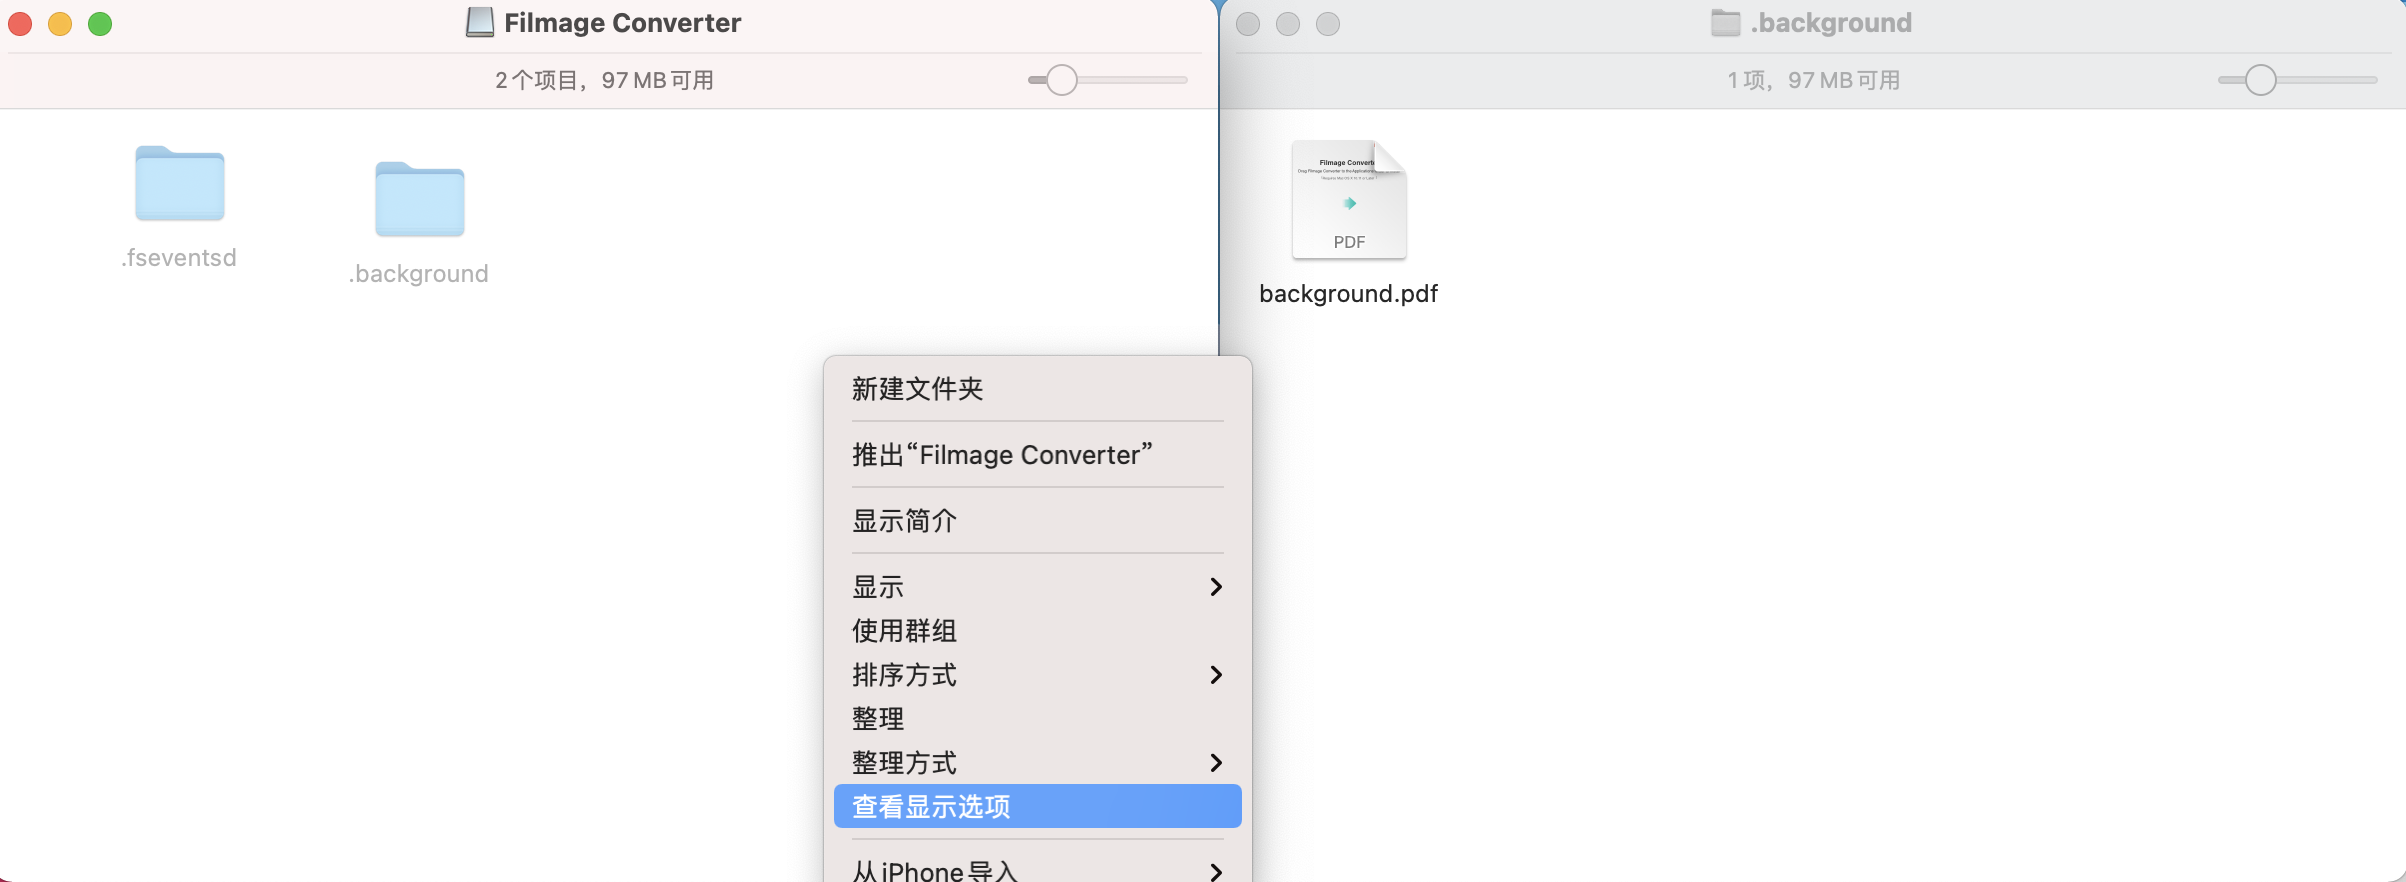 Filmage Converter
2个项目，97 MB可用
.fseventsd
.background
.background
1项，97 MB可用
Filmage Convert
PDF
background.pdf
新建文件夹
推出“Filmage Converter”
显示简介
显示
使用群组
排序方式
整理
整理方式
查看显示选项
从iPhone导入